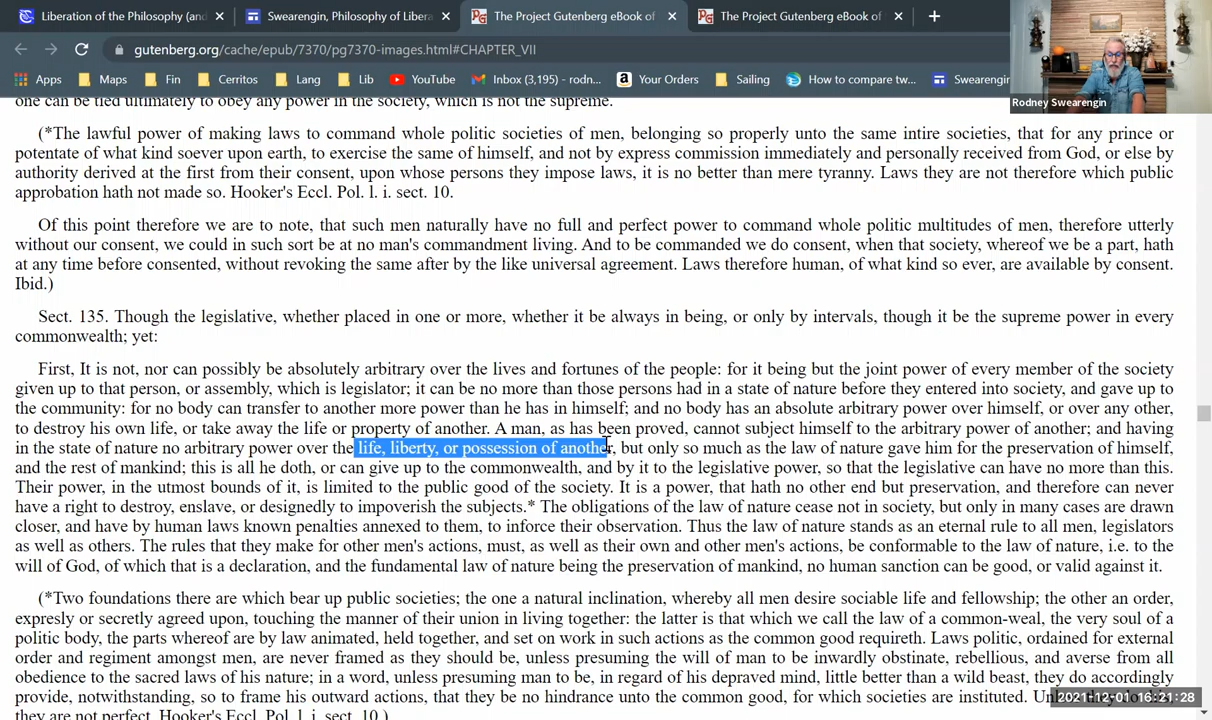 Liberation of the Philosophy (and
Swearengin, Philosophy of Libera
The Project Gutenberg eBook of
The Project Gutenberg eBook of
gutenberg.org/cache/epub/7370/pg7370-images.html#CHAPTER_VII
Apps Maps Fin Cerritos Lang Lib YouTube Inbox (3,195) - rodn... Your Orders Sailing How to compare tw... Swearengin
Rodney Swearengin
one can be tied ultimately to obey any power in the society, which is not the supreme.
(*The lawful power of making laws to command whole politic societies of men, belonging so properly unto the same intire societies, that for any prince or
potentate of what kind soever upon earth, to exercise the same of himself, and not by express commission immediately and personally received from God, or else by
authority derived at the first from their consent, upon whose persons they impose laws, it is no better than mere tyranny. Laws they are not therefore which public
approbation hath not made so. Hooker's Eccl. Pol. l. i. sect. 10.
Of this point therefore we are to note, that such men naturally have no full and perfect power to command whole politic multitudes of men, therefore utterly
without our consent, we could in such sort be at no man's commandment living. And to be commanded we do consent, when that society, whereof we be a part, hath
at any time before consented, without revoking the same after by the like universal agreement. Laws therefore human, of what kind so ever, are available by consent.
Ibid.)
Sect. 135. Though the legislative, whether placed in one or more, whether it be always in being, or only by intervals, though it be the supreme power in every
commonwealth; yet:
First, It is not, nor can possibly be absolutely arbitrary over the lives and fortunes of the people: for it being but the joint power of every member of the society
given up to that person, or assembly, which is legislator; it can be no more than those persons had in a state of nature before they entered into society, and gave up to
the community: for no body can transfer to another more power than he has in himself; and no body has an absolute arbitrary power over himself, or over any other,
to destroy his own life, or take away the life or property of another. A man, as has been proved, cannot subject himself to the arbitrary power of another; and having
in the state of nature no arbitrary power over the life, liberty, or possession of another, but only so much as the law of nature gave him for the preservation of himself,
and the rest of mankind; this is all he doth, or can give up to the commonwealth, and by it to the legislative power, so that the legislative can have no more than this.
Their power, in the utmost bounds of it, is limited to the public good of the society. It is a power, that hath no other end but preservation, and therefore can never
have a right to destroy, enslave, or designedly to impoverish the subjects.* The obligations of the law of nature cease not in society, but only in many cases are drawn
closer, and have by human laws known penalties annexed to them, to inforce their observation. Thus the law of nature stands as an eternal rule to all men, legislators
as well as others. The rules that they make for other men's actions, must, as well as their own and other men's actions, be conformable to the law of nature, i.e. to the
will of God, of which that is a declaration, and the fundamental law of nature being the preservation of mankind, no human sanction can be good, or valid against it.
(*Two foundations there are which bear up public societies; the one a natural inclination, whereby all men desire sociable life and fellowship; the other an order,
expresly or secretly agreed upon, touching the manner of their union in living together: the latter is that which we call the law of a common-weal, the very soul of a
politic body, the parts whereof are by law animated, held together, and set on work in such actions as the common good requireth. Laws politic, ordained for external
order and regiment amongst men, are never framed as they should be, unless presuming the will of man to be inwardly obstinate, rebellious, and averse from all
obedience to the sacred laws of his nature; in a word, unless presuming man to be, in regard of his depraved mind, little better than a wild beast, they do accordingly
provide, notwithstanding, so to frame his outward actions, that they be no hindrance unto the common good, for which societies are instituted.
2021-12-01 16:21:28
they are not perfect. Hooker's Eccl. Pol. l. i. sect. 10.)